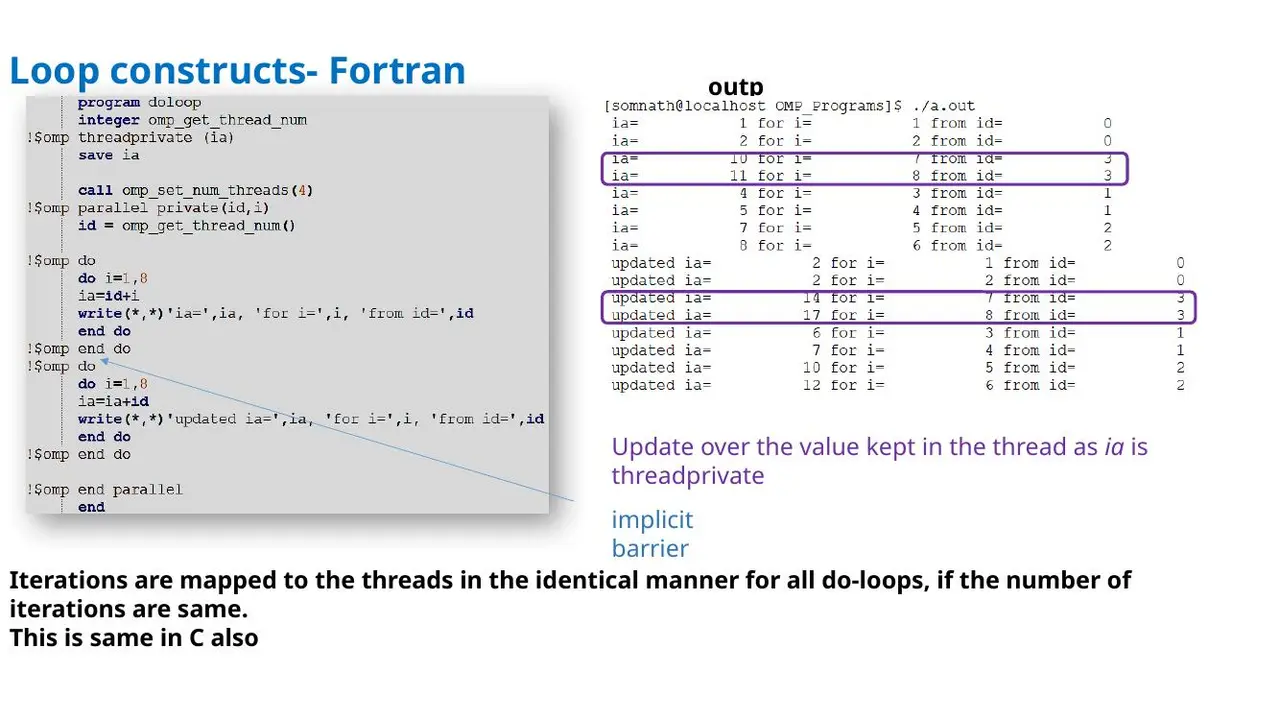 Loop constructs- Fortran
program doloop
integer omp_get_thread_num
!$omp threadprivate (ia)
save ia
call omp_set_num_threads(4)
!$omp parallel private(id,i)
id = omp_get_thread_num()
!$omp do
do i=1,8
ia=id+i
write(*,*)'ia=',ia, 'for i=',i, 'from id=',id
end do
!$omp end do
!$omp do
do i=1,8
ia=ia+id
write(*,*)'updated ia=',ia, 'for i=',i, 'from id=',id
end do
!$omp end do
!$omp end parallel
end
outp
[somnath@localhost OMP_Programs]$ ./a.out
ia= 1 for i= 1 from id= 0
ia= 2 for i= 2 from id= 0
ia= 10 for i= 7 from id= 3
ia= 11 for i= 8 from id= 3
ia= 4 for i= 3 from id= 1
ia= 5 for i= 4 from id= 1
ia= 7 for i= 5 from id= 2
ia= 8 for i= 6 from id= 2
updated ia= 2 for i= 1 from id= 0
updated ia= 2 for i= 2 from id= 0
updated ia= 14 for i= 7 from id= 3
updated ia= 17 for i= 8 from id= 3
updated ia= 6 for i= 3 from id= 1
updated ia= 7 for i= 4 from id= 1
updated ia= 10 for i= 5 from id= 2
updated ia= 12 for i= 6 from id= 2
Update over the value kept in the thread as ia is
threadprivate
implicit
barrier
Iterations are mapped to the threads in the identical manner for all do-loops, if the number of
iterations are same.
This is same in C also